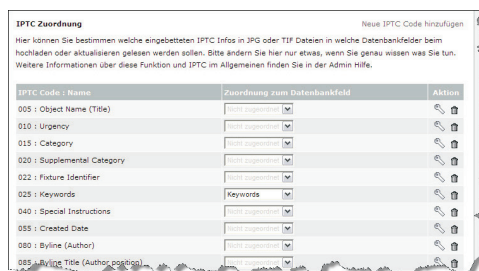 IPTC Zuordnung
Neue IPTC Code hinzufügen
Hier können Sie bestimmen welche eingebetteten IPTC Infos in JPG oder TIF Dateien in welche Datenbankfelder beim
hochladen oder aktualisieren gelesen werden sollen. Bitte ändern Sie hier nur etwas, wenn Sie genau wissen was Sie tun.
Weitere Informationen über diese Funktion und IPTC im Allgemeinen finden Sie in der Admin Hilfe.
IPTC Code : Name Zuordnung zum Datenbankfeld Aktion
005 : Object Name (Title) Nicht zugeordnet
010 : Urgency Nicht zugeordnet
015 : Category Nicht zugeordnet
020 : Supplemental Category Nicht zugeordnet
022 : Fixture Identifier Nicht zugeordnet
025 : Keywords Keywords
040 : Special Instructions Nicht zugeordnet
055 : Created Date Nicht zugeordnet
080 : Byline (Author) Nicht zugeordnet
085 : Byline Title (Author position) Nicht zugeordnet